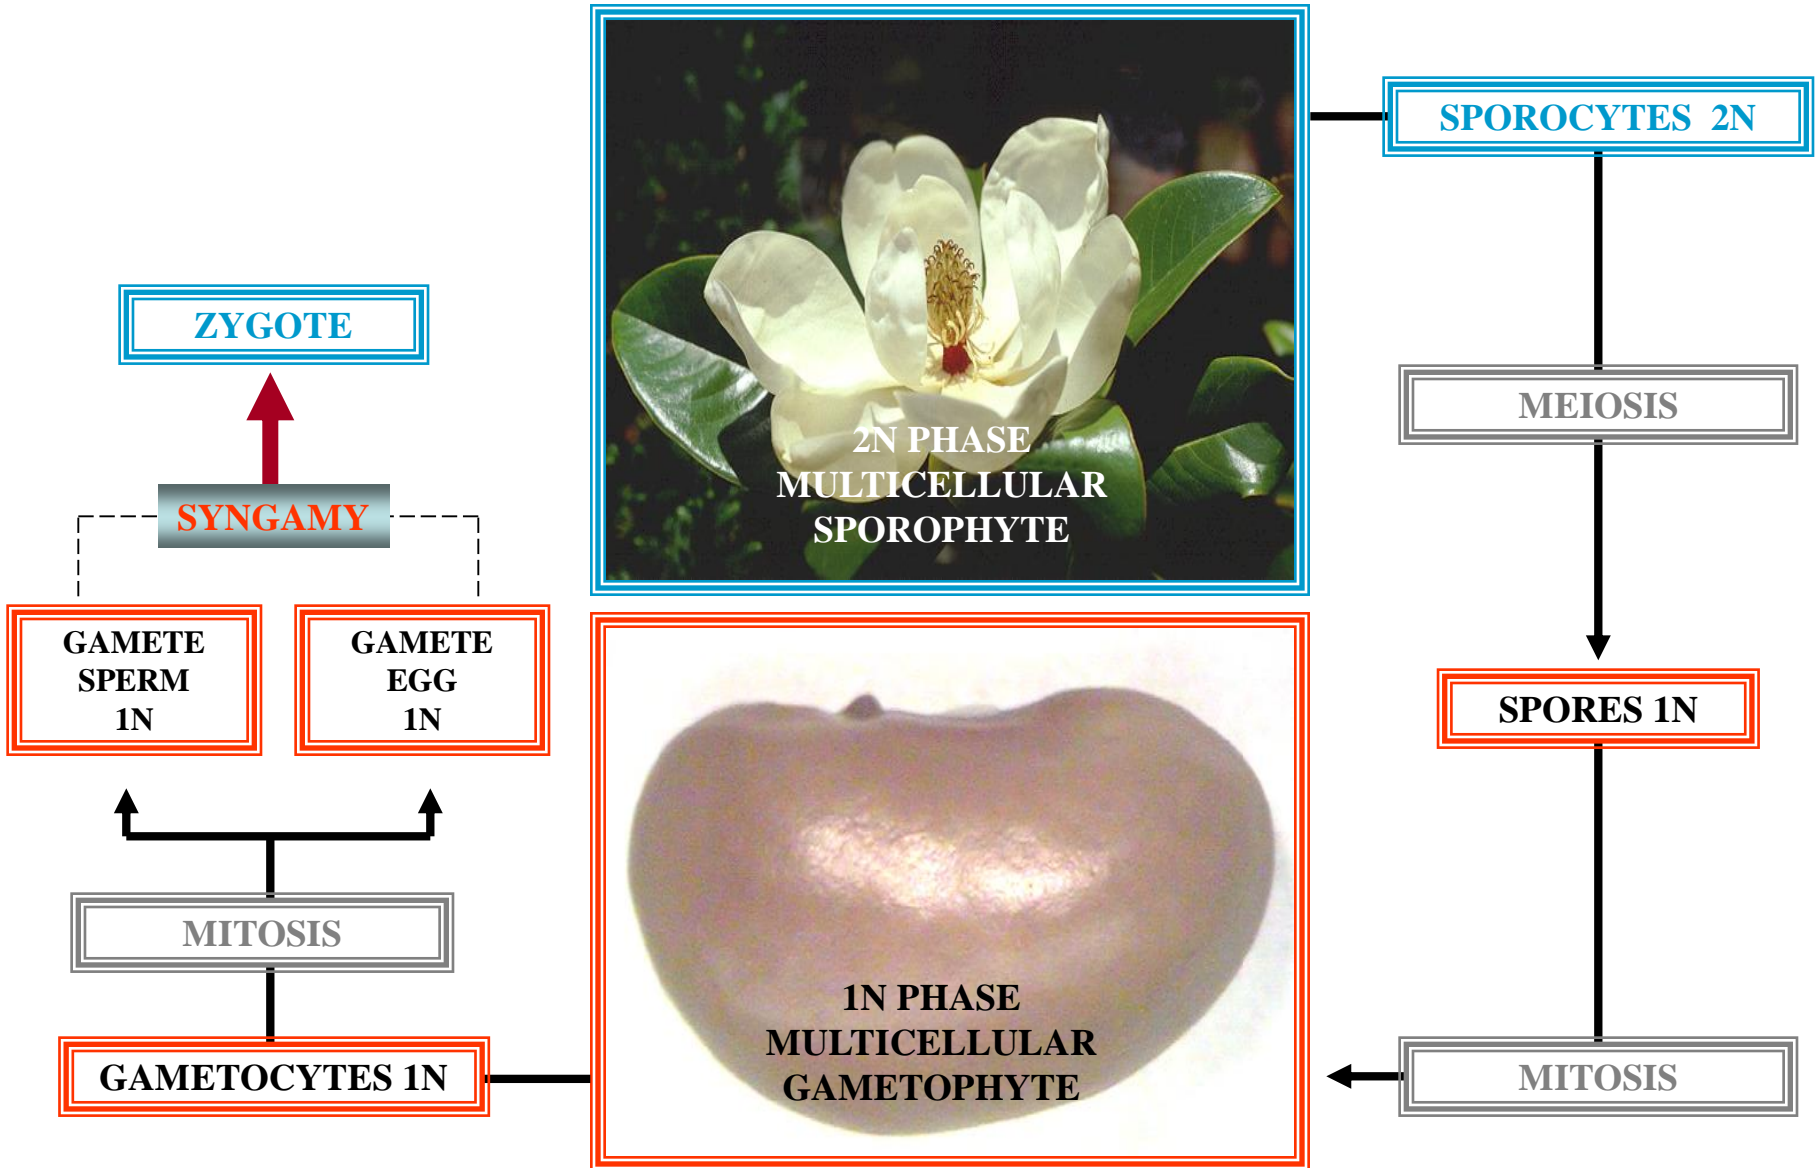 SPOROCYTES  2N
ZYGOTE
MEIOSIS
2N PHASE
MULTICELLULAR
SPOROPHYTE
SYNGAMY
GAMETE
SPERM
1N
GAMETE
EGG
1N
SPORES 1N
MITOSIS
1N PHASE
MULTICELLULAR
GAMETOPHYTE
GAMETOCYTES 1N
MITOSIS